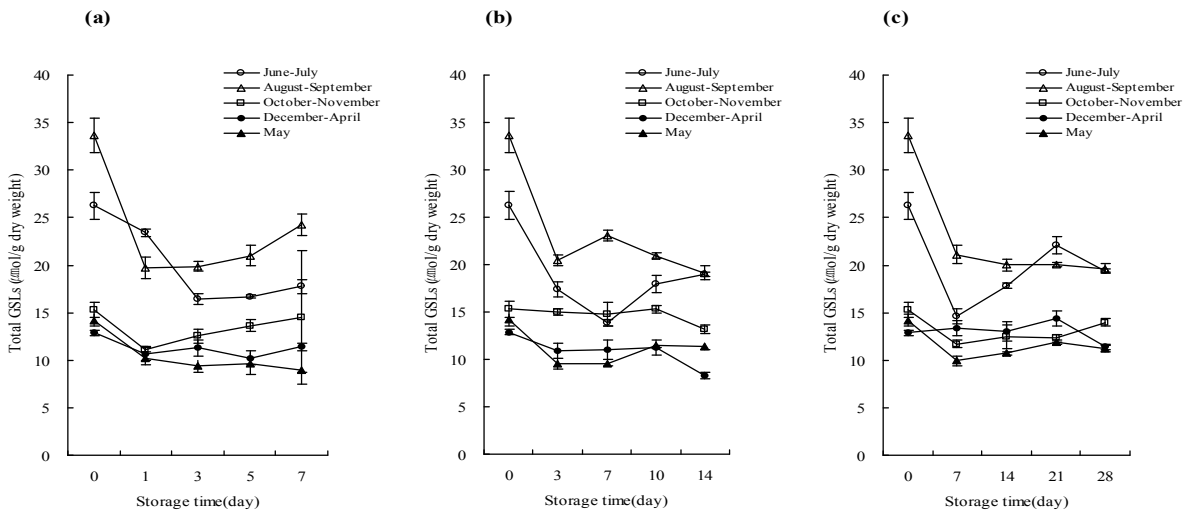 (a)
Total GSLs (㎛ol/g dry weight)
40
35
30
25
20
15
10
5
0
June-July
August-September
October-November
December-April
May
0 1 3 5 7
Storage time(day)
(b)
Total GSLs (㎛ol/g dry weight)
40
35
30
25
20
15
10
5
0
June-July
August-September
October-November
December-April
May
0 3 7 10 14
Storage time(day)
(c)
Total GSLs (㎛ol/g dry weight)
40
35
30
25
20
15
10
5
0
June-July
August-September
October-November
December-April
May
0 7 14 21 28
Storage time(day)